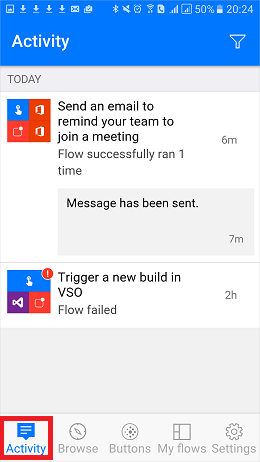 50% 20:24
Activity
TODAY
Send an email to
remind your team to
join a meeting
6m
Flow successfully ran 1
time
Message has been sent.
7m
Trigger a new build in
VSO
2h
Flow failed
Activity Browse Buttons My flows Settings